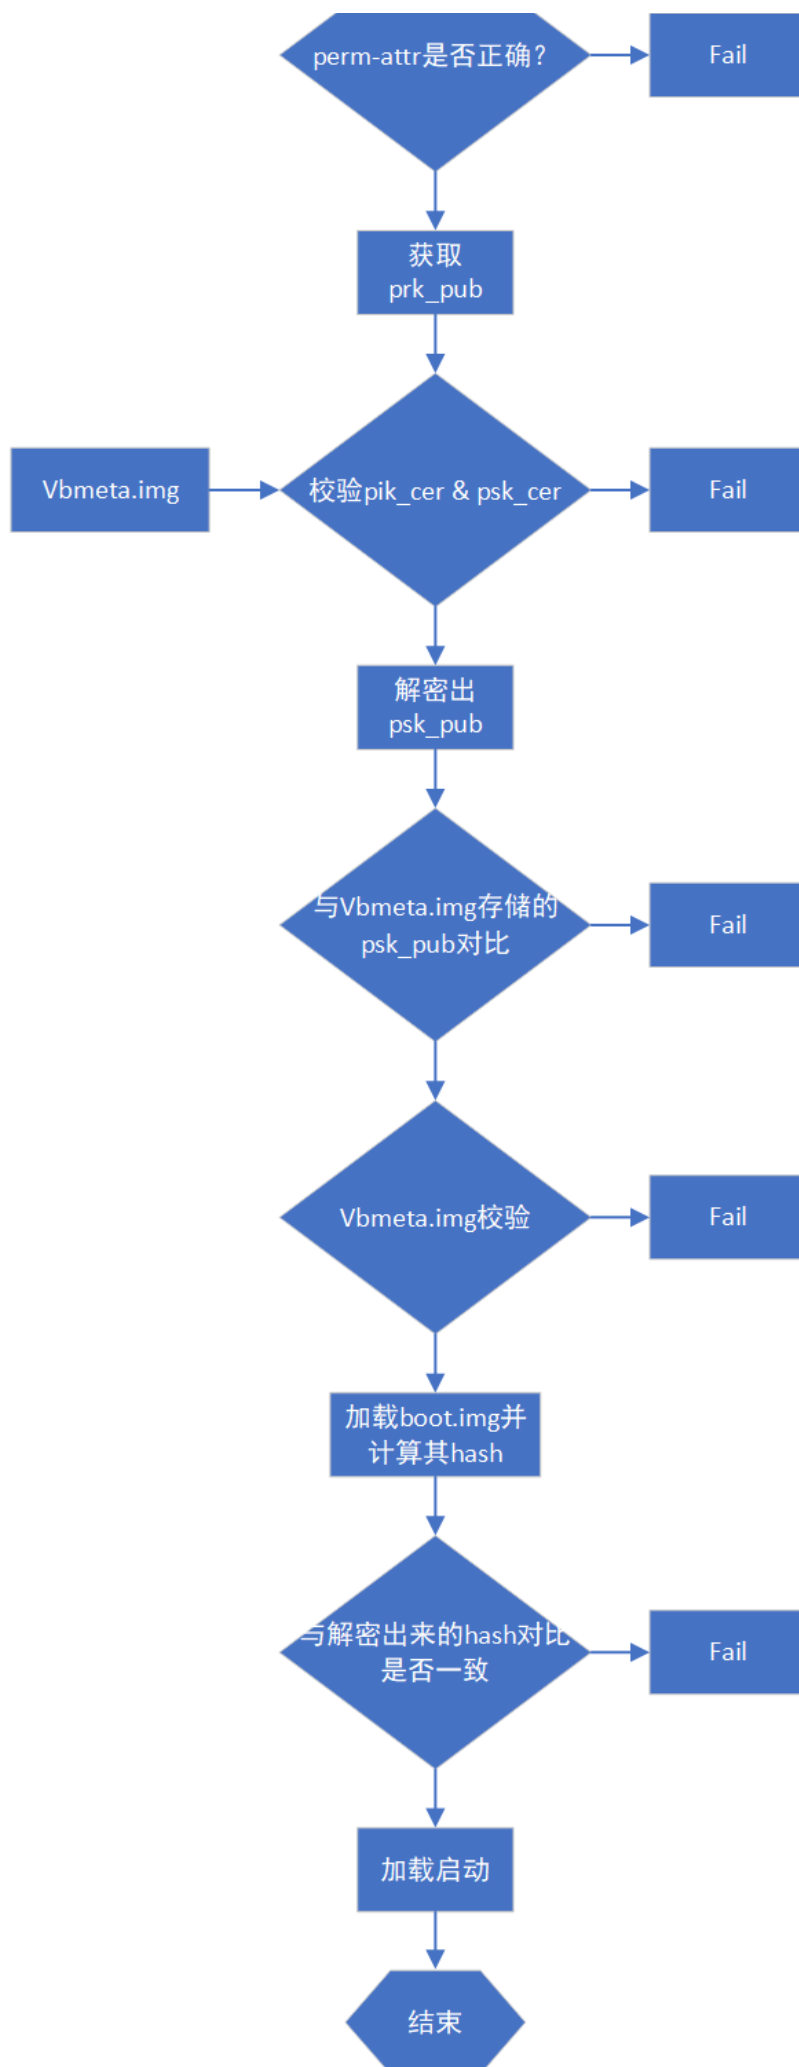 perm-attr是否正确?
Fail
获取
prk_pub
Vbmeta.img
校验pik_cer & psk_cer
Fail
解密出
psk_pub
与Vbmeta.img存储的
psk_pub对比
Fail
Vbmeta.img校验
Fail
加载boot.img并
计算其hash
与解密出来的hash对比
是否一致
Fail
加载启动
结束